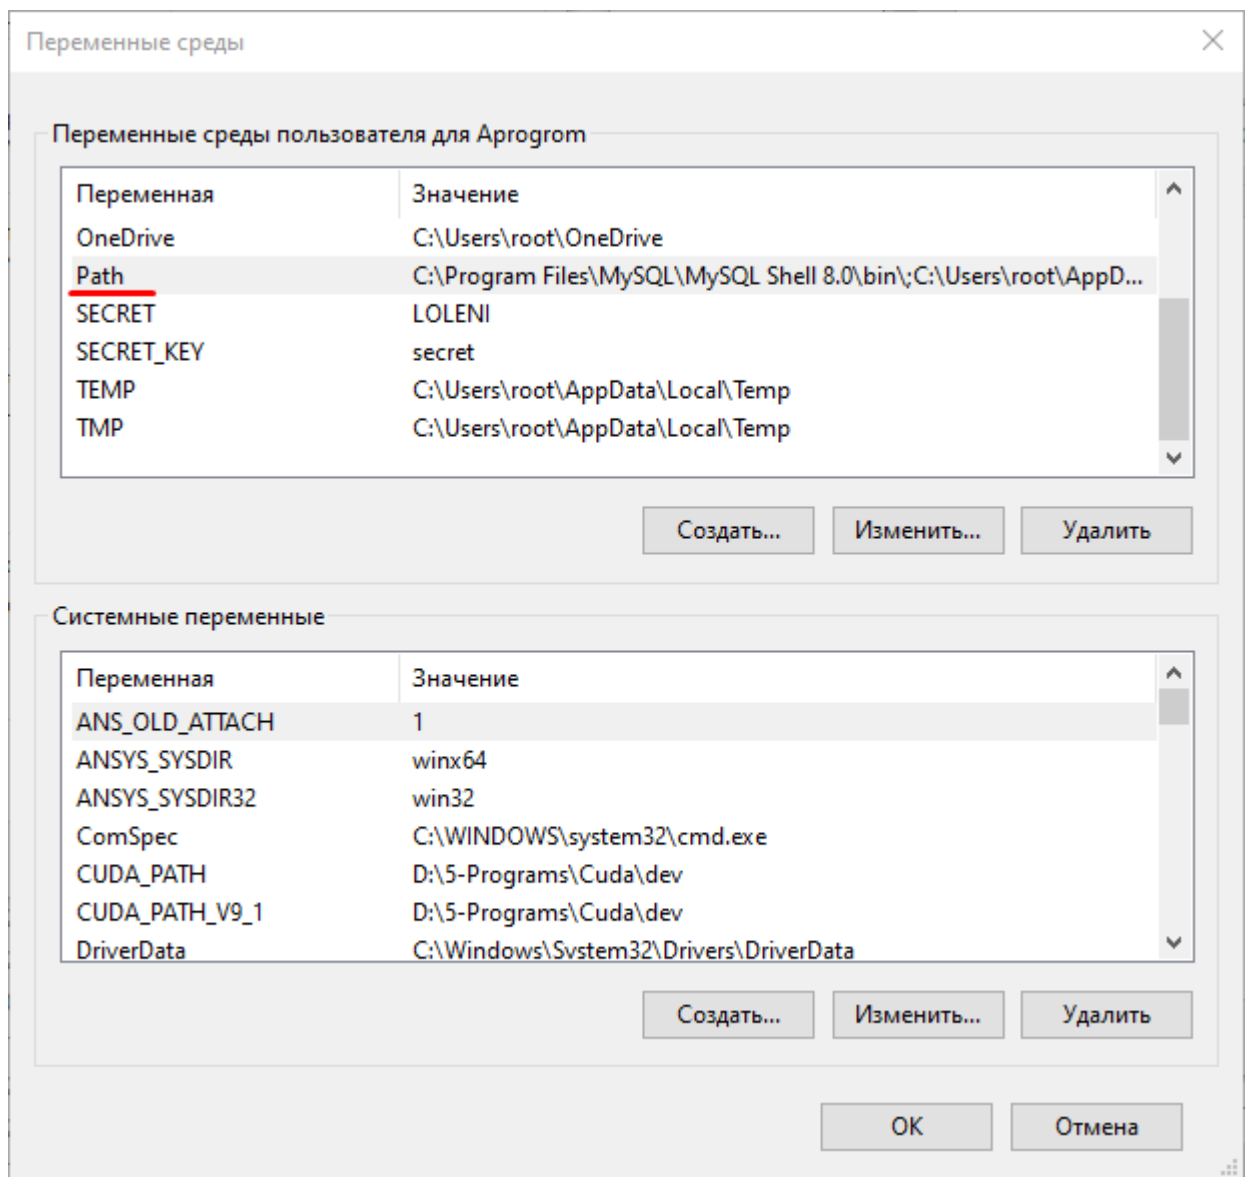 Переменные среды
Переменные среды пользователя для Aprogrom
Переменная Значение
OneDrive C:\Users\root\OneDrive
Path C:\Program Files\MySQL\MySQL Shell 8.0\bin\;C:\Users\root\AppD...
SECRET LOLENI
SECRET_KEY secret
TEMP C:\Users\root\AppData\Local\Temp
TMP C:\Users\root\AppData\Local\Temp
Создать... Изменить... Удалить
Системные переменные
Переменная Значение
ANS_OLD_ATTACH 1
ANSYS_SYSDIR winx64
ANSYS_SYSDIR32 win32
ComSpec C:\WINDOWS\system32\cmd.exe
CUDA_PATH D:\5-Programs\Cuda\dev
CUDA_PATH_V9_1 D:\5-Programs\Cuda\dev
DriverData C:\Windows\System32\Drivers\DriverData
Создать... Изменить... Удалить
ОК Отмена